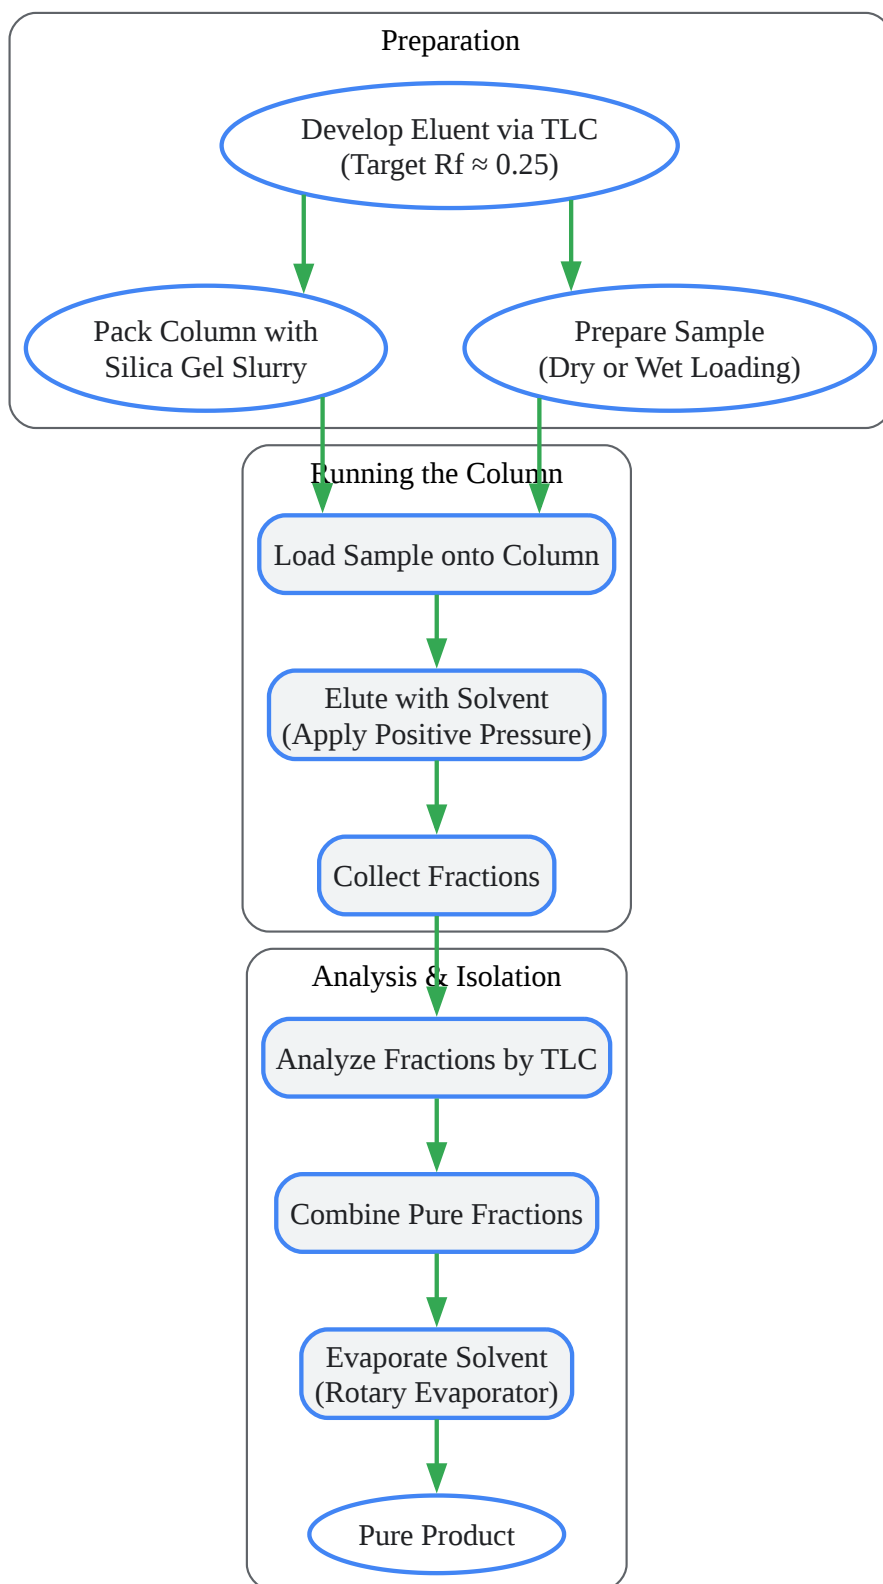 Preparation
Develop Eluent via TLC
(Target Rf ≈ 0.25)
Pack Column with
Silica Gel Slurry
Prepare Sample
(Dry or Wet Loading)
Running the Column
Load Sample onto Column
Elute with Solvent
(Apply Positive Pressure)
Collect Fractions
Analysis & Isolation
Analyze Fractions by TLC
Combine Pure Fractions
Evaporate Solvent
(Rotary Evaporator)
Pure Product